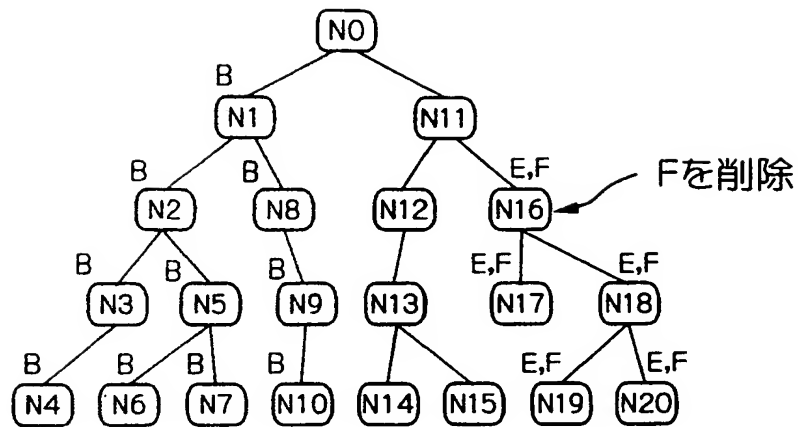 N0
B
N1 N11
B B E,F Fを削除
N2 N8 N12 N16
B B B E,F E,F
N3 N5 N9 N13 N17 N18
B B B B E,F E,F
N4 N6 N7 N10 N14 N15 N19 N20